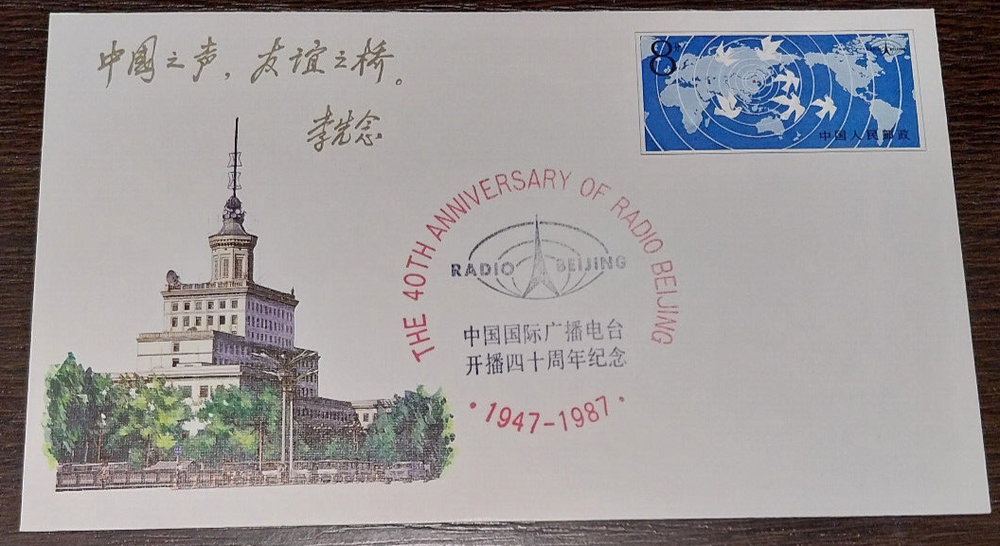 中国之声，友谊之桥。
李先念
8分
中国人民邮政
THE 40TH ANNIVERSARY OF RADIO BEIJING
RADIO BEIJING
中国国际广播电台
开播四十周年纪念
·1947-1987·